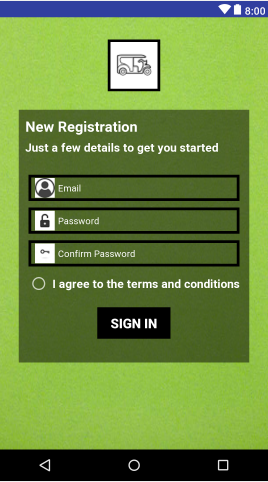 8:00
New Registration
Just a few details to get you started
Email
Password
Confirm Password
I agree to the terms and conditions
SIGN IN